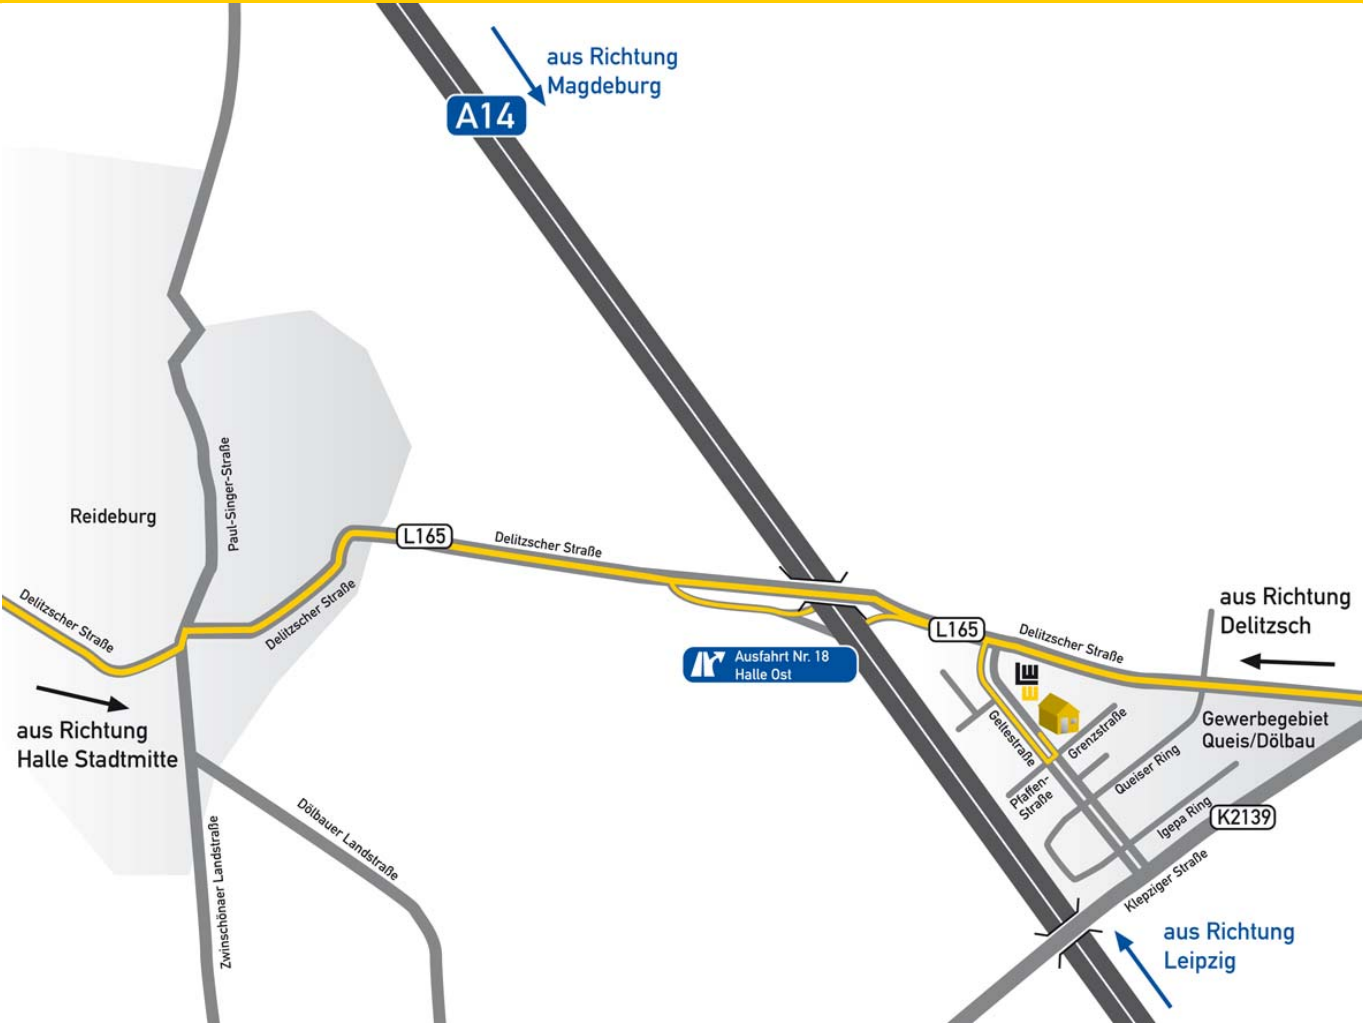 aus Richtung
Magdeburg
A14
Paul-Singer-Straße
Reideburg
L165
Delitzscher Straße
Delitzscher Straße
Delitzscher Straße
aus Richtung
Halle Stadtmitte
Ausfahrt Nr. 18
Halle Ost
L165
Delitzscher Straße
aus Richtung
Delitzsch
Gewerbegebiet
Queis/Dölbau
Geltestraße
Grenzstraße
Pfaffen-
Straße
Queiser Ring
Igepa Ring
K2139
Klepziger Straße
Dölbauer Landstraße
Zwinschönaer Landstraße
aus Richtung
Leipzig